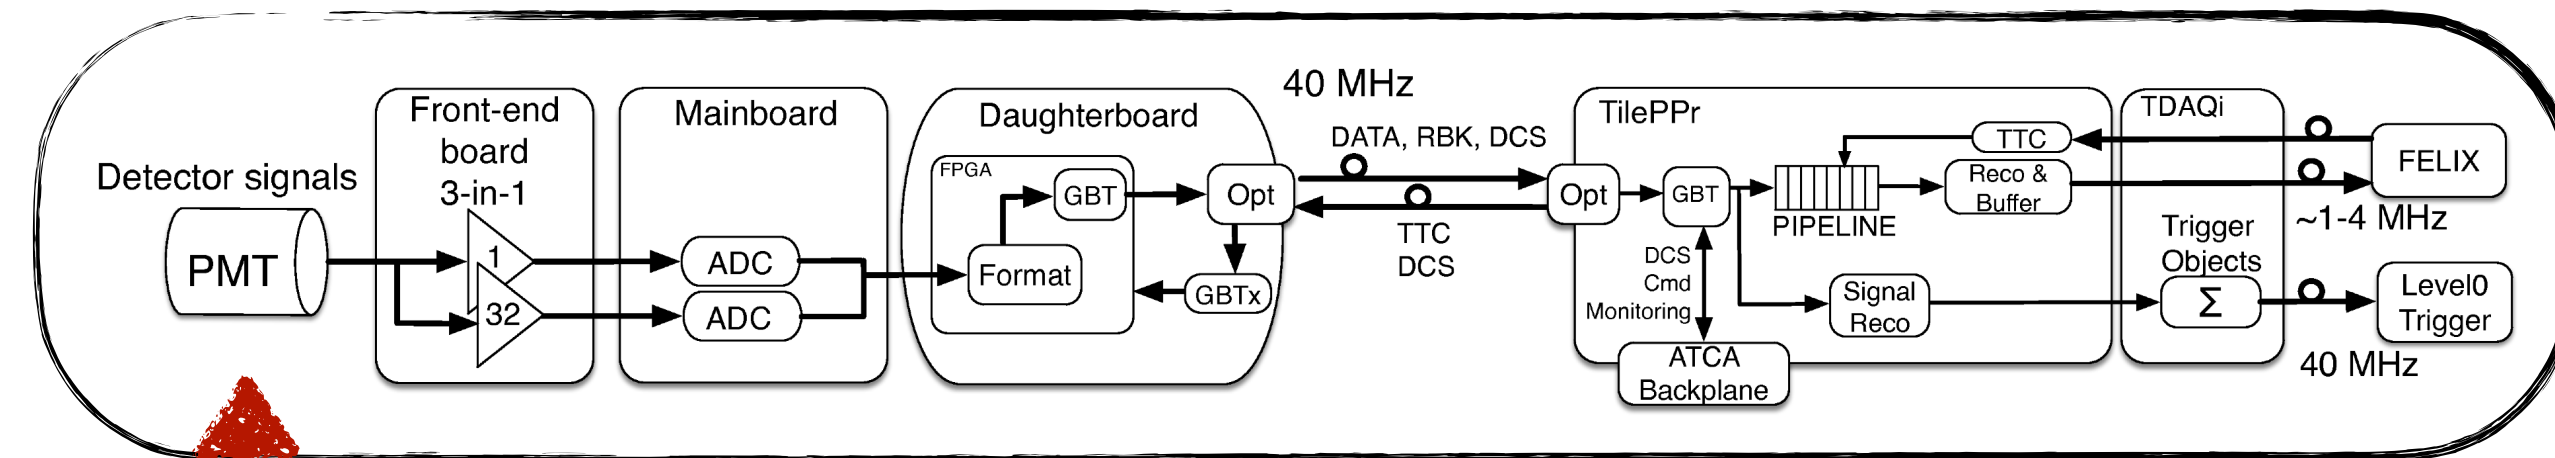 Detector signals
PMT
Front-end
board
3-in-1
1
32
Mainboard
ADC
ADC
Daughterboard
FPGA
GBT
Format
Opt
GBTx
40 MHz
DATA, RBK, DCS
TTC
DCS
TilePPr
Opt
GBT
PIPELINE
TTC
Reco &
Buffer
DCS
Cmd
Monitoring
Signal
Reco
ATCA
Backplane
TDAQi
Trigger
Objects
Σ
FELIX
~1-4 MHz
Level0
Trigger
40 MHz